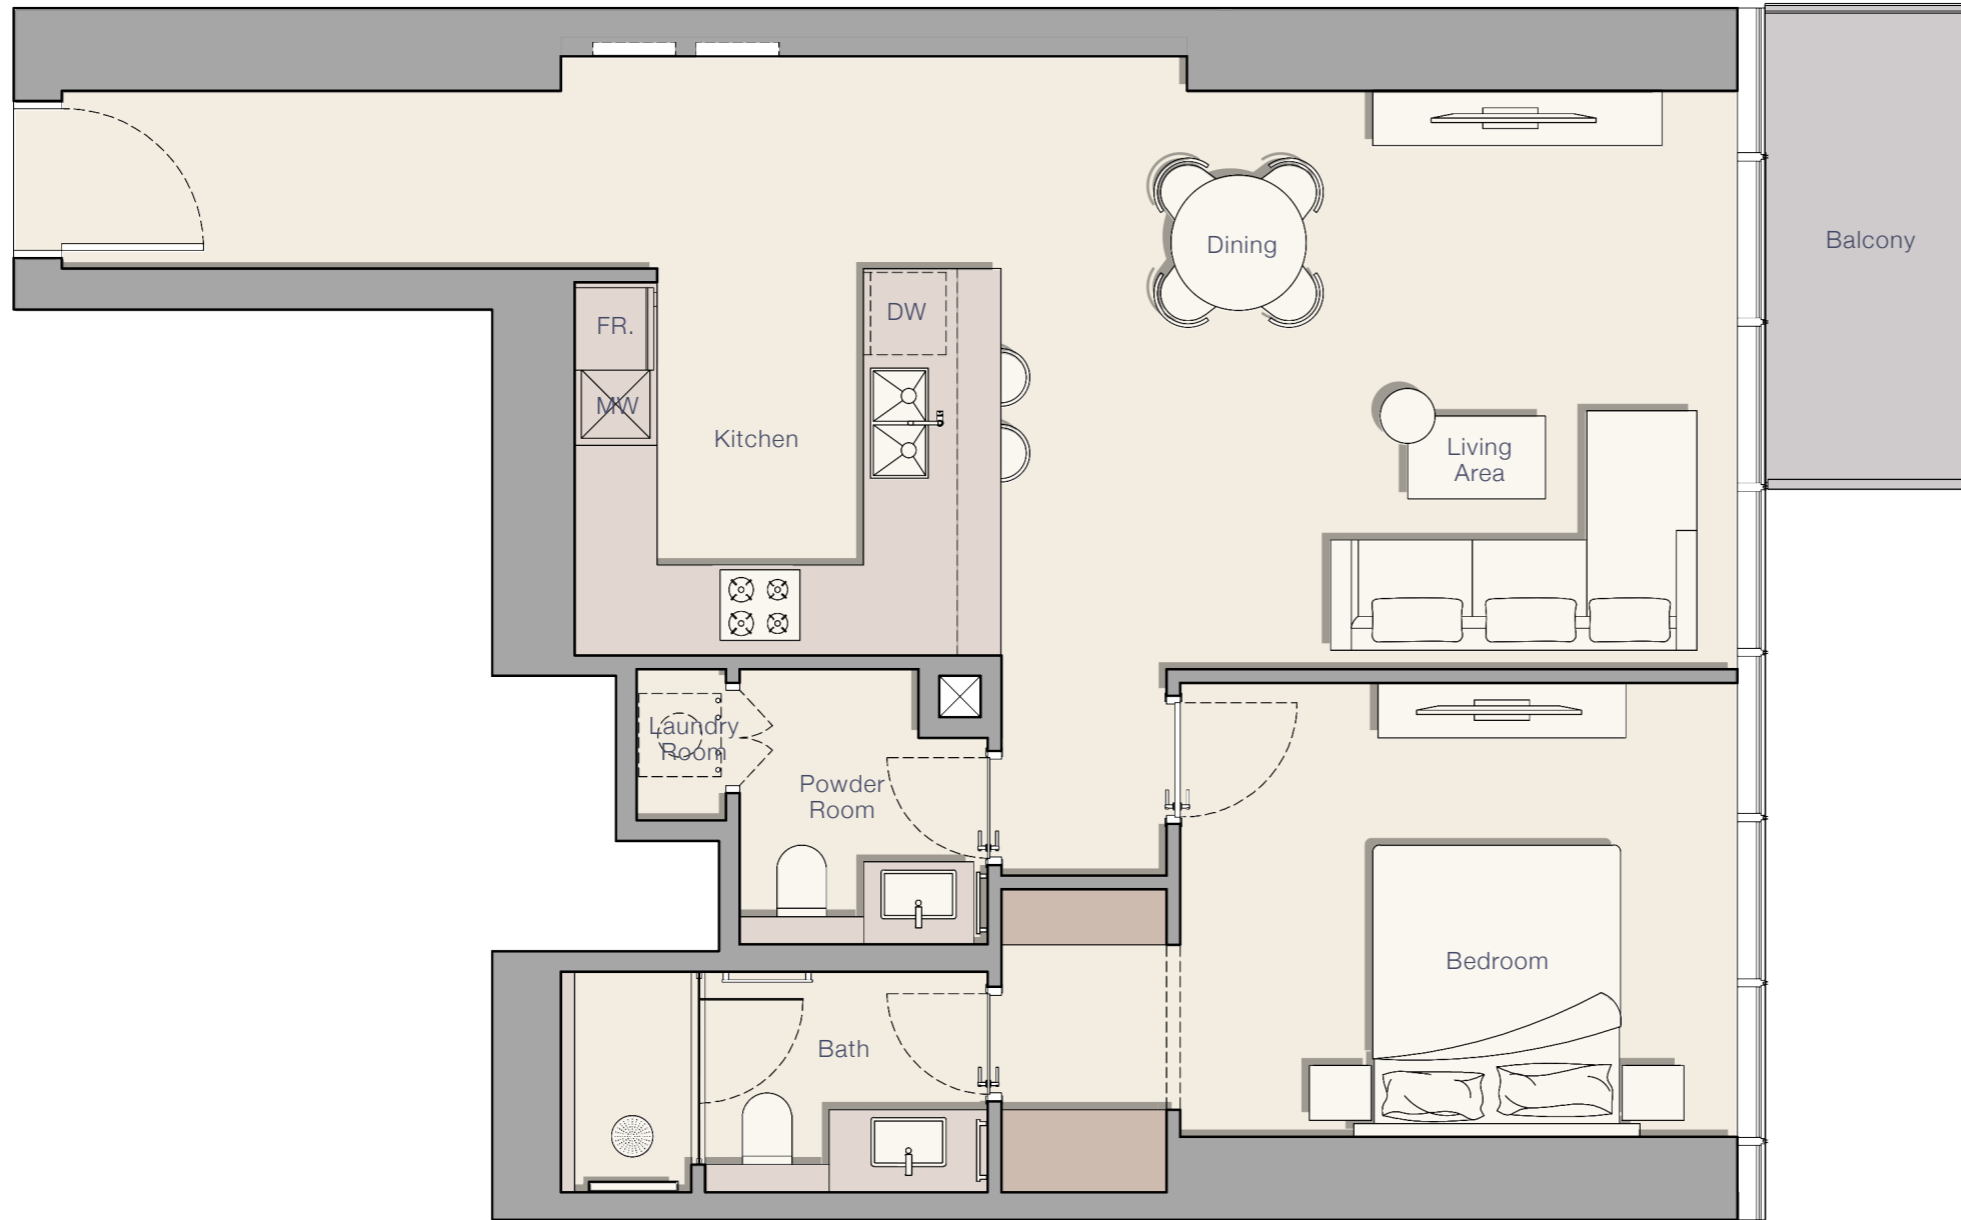 Dining
Balcony
FR.
DW
MW
Kitchen
Living
Area
Laundry
Room
Powder
Room
Bedroom
Bath